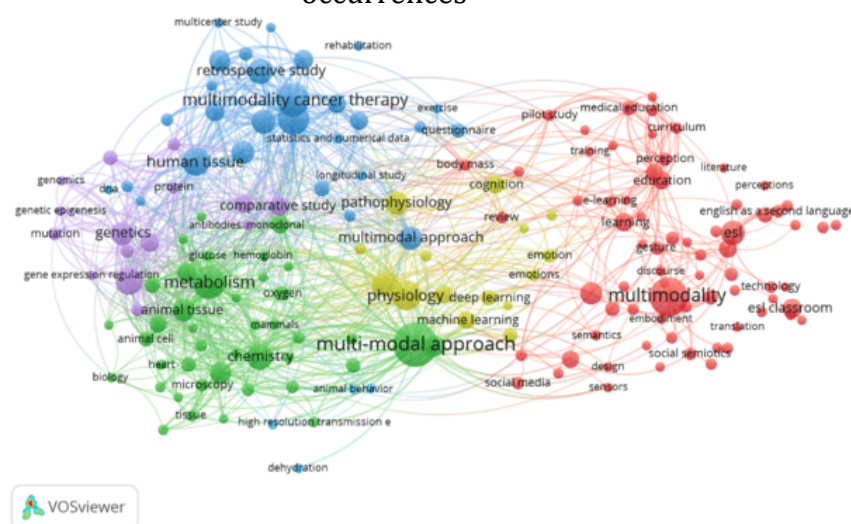 occurrences
multicenter study
rehabilitation
retrospective study
multimodality cancer therapy
exercise
pilot study
medical education
questionnaire
curriculum
statistics and numerical data
training
perception
human tissue
body mass
literature
longitudinal study
education
perceptions
genomics
dna
protein
cognition
e-learning
comparative study
pathophysiology
genetic epigenesis
review
learning
english as a second language
antibodies monoclonal
mutation
genetics
multimodal approach
esl
gesture
glucose
hemoglobin
emotion
gene expression regulation
discourse
emotions
metabolism
technology
oxygen
physiology
deep learning
multimodality
animal tissue
esl classroom
embodiment
mammals
machine learning
translation
animal cell
semantics
multi-modal approach
chemistry
social semiotics
heart
design
biology
microscopy
social media
sensors
animal behavior
tissue
high resolution transmission e
dehydration
VOSviewer